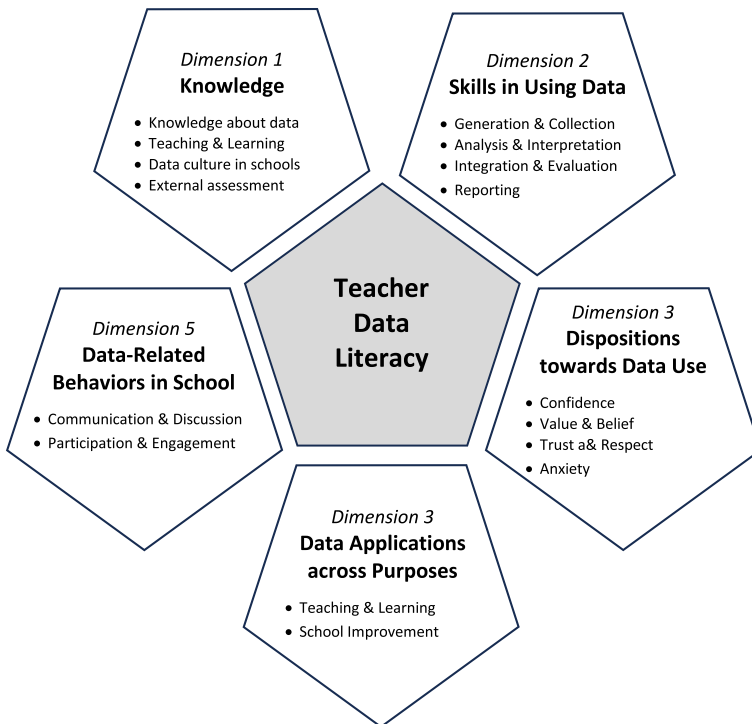 Dimension 1
Knowledge
• Knowledge about data
• Teaching & Learning
• Data culture in schools
• External assessment
Dimension 2
Skills in Using Data
• Generation & Collection
• Analysis & Interpretation
• Integration & Evaluation
• Reporting
Teacher
Data
Literacy
Dimension 3
Dispositions
towards Data Use
• Confidence
• Value & Belief
• Trust a& Respect
• Anxiety
Dimension 3
Data Applications
across Purposes
• Teaching & Learning
• School Improvement
Dimension 5
Data-Related
Behaviors in School
• Communication & Discussion
• Participation & Engagement